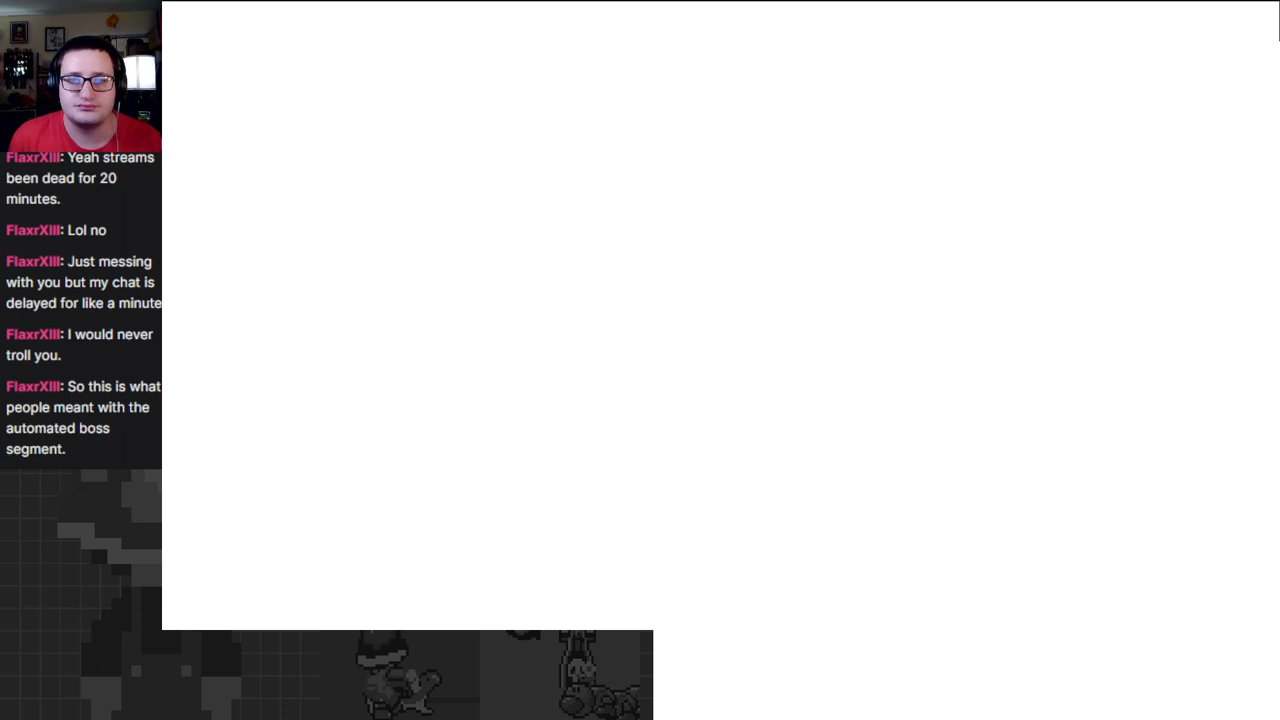 FlaxrXIII: Yeah streams
been dead for 20
minutes.
FlaxrXIII: Lol no
FlaxrXIII: Just messing
with you but my chat is
delayed for like a minute
FlaxrXIII: I would never
troll you.
FlaxrXIII: So this is what
people meant with the
automated boss
segment.